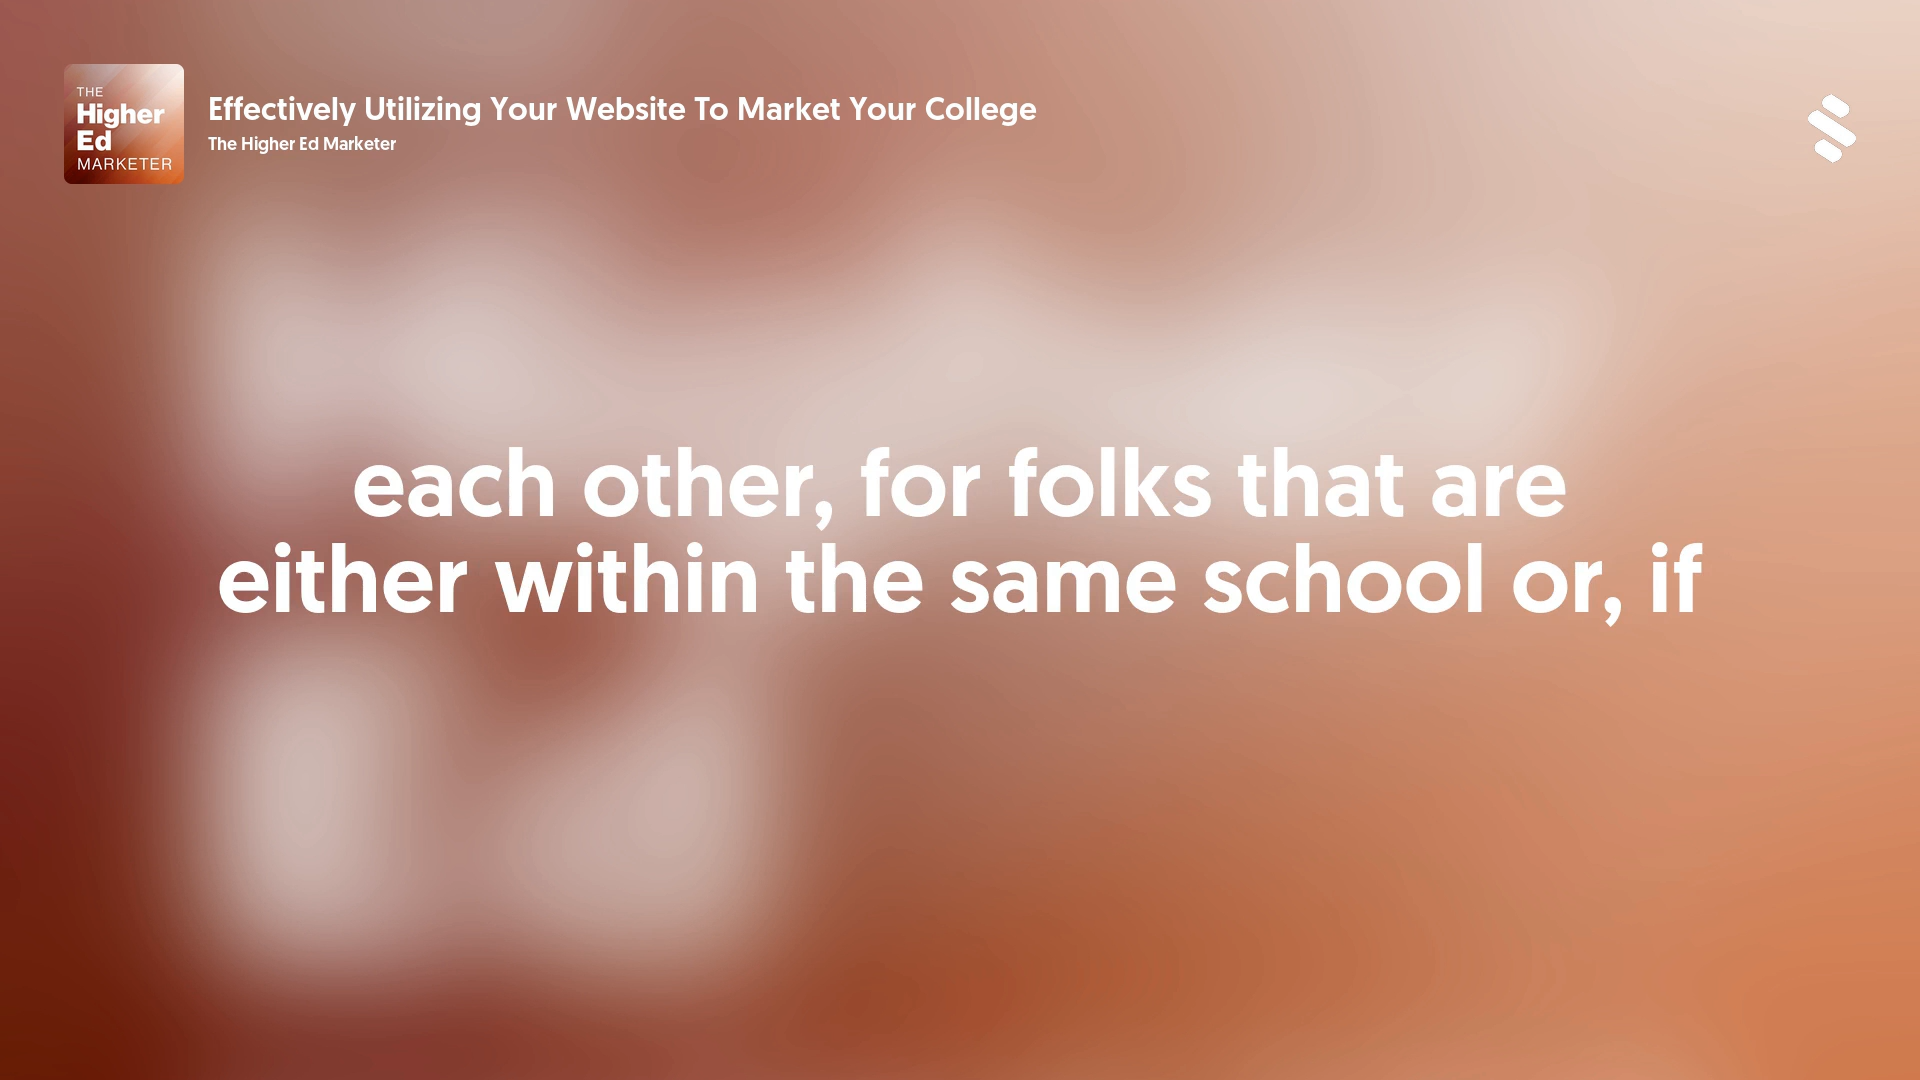 THE
Higher
Ed
MARKETER
Effectively Utilizing Your Website To Market Your College
The Higher Ed Marketer
each other, for folks that are
either within the same school or, if